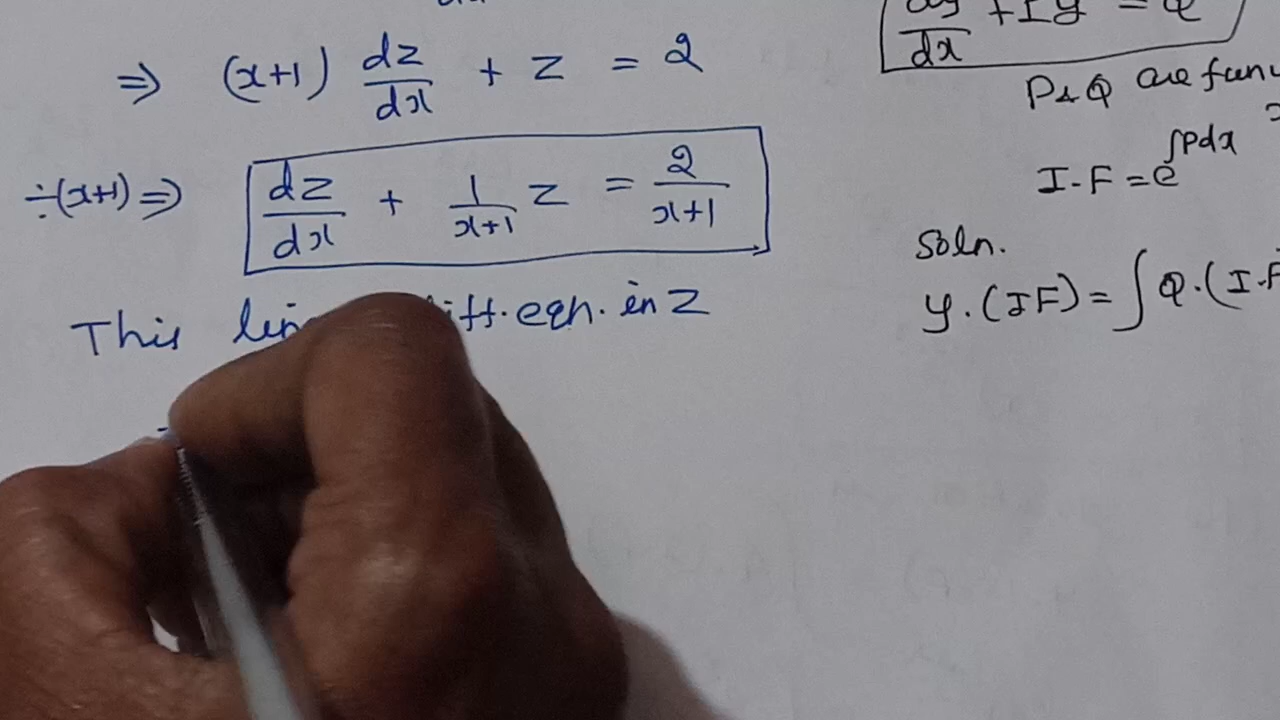 ⇒ (x+1) dz/dx + z = 2
÷(x+1) ⇒ dz/dx + 1/(x+1) z = 2/(x+1)
This diff. eqn. in z
dy/dx + Py = Q
P & Q are
I.F = e^∫Pdx
Soln.
y.(IF) = ∫Q.(I.F